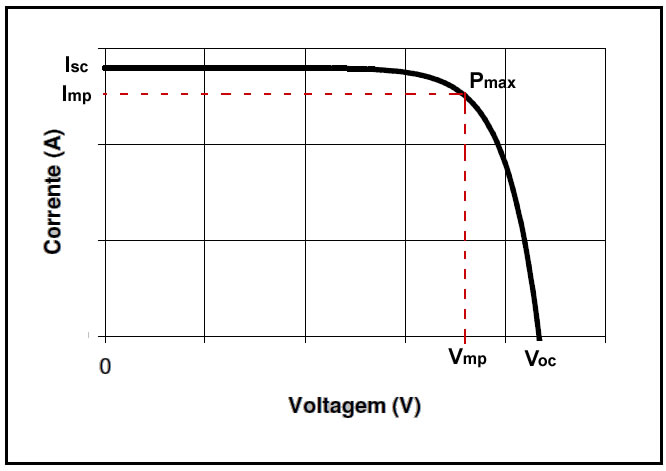 Isc
Imp
Pmax
Corrente (A)
Vmp
Voc
0
Voltagem (V)